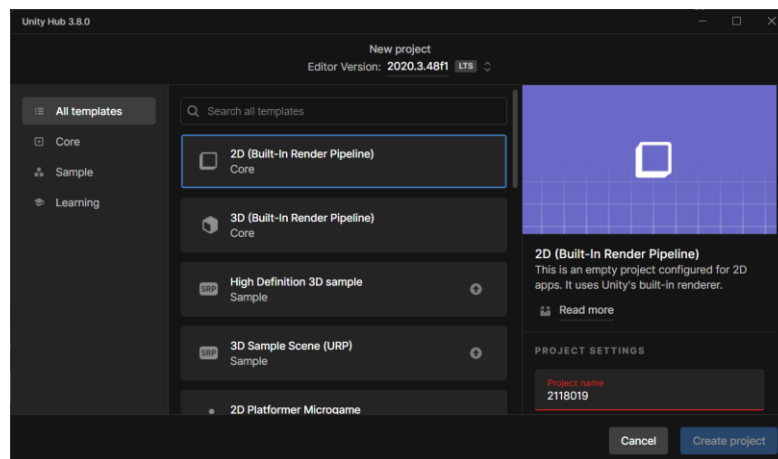 Unity Hub 3.8.0
New project
Editor Version: 2020.3.48f1 LTS
All templates
Core
Sample
Learning
Search all templates
2D (Built-In Render Pipeline)
Core
3D (Built-In Render Pipeline)
Core
SRP
High Definition 3D sample
Sample
SRP
3D Sample Scene (URP)
Sample
2D Platformer Microgame
2D (Built-In Render Pipeline)
This is an empty project configured for 2D
apps. It uses Unity's built-in renderer.
Read more
PROJECT SETTINGS
Project name
2118019
Cancel
Create project